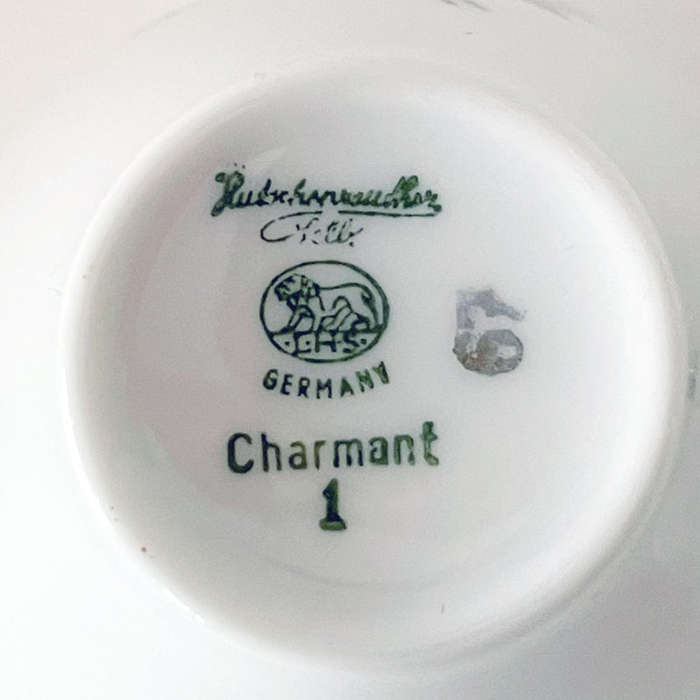 Hutschenreuther
Selb
L.H.S.
GERMANY
5
Charmant
1